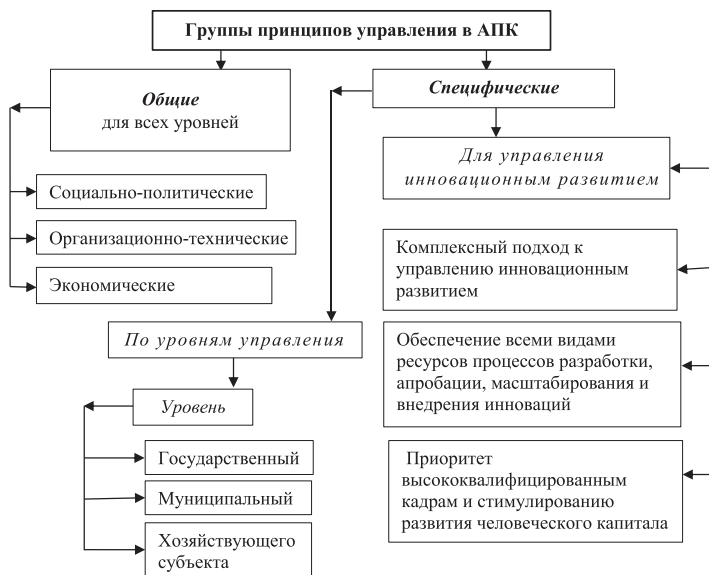 Группы принципов управления в АПК
Общие
для всех уровней
Социально-политические
Организационно-технические
Экономические
Специфические
По уровням управления
Уровень
Государственный
Муниципальный
Хозяйствующего
субъекта
Для управления
инновационным развитием
Комплексный подход к
управлению инновационным
развитием
Обеспечение всеми видами
ресурсов процессов разработки,
апробации, масштабирования и
внедрения инноваций
Приоритет
высококвалифицированным
кадрам и стимулированию
развития человеческого капитала